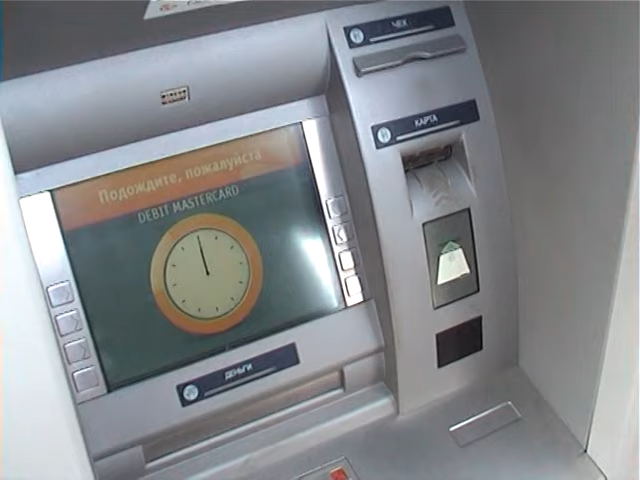 ЧЕК
КАРТА
Подождите, пожалуйста
DEBIT MASTERCARD
ДЕНЬГИ